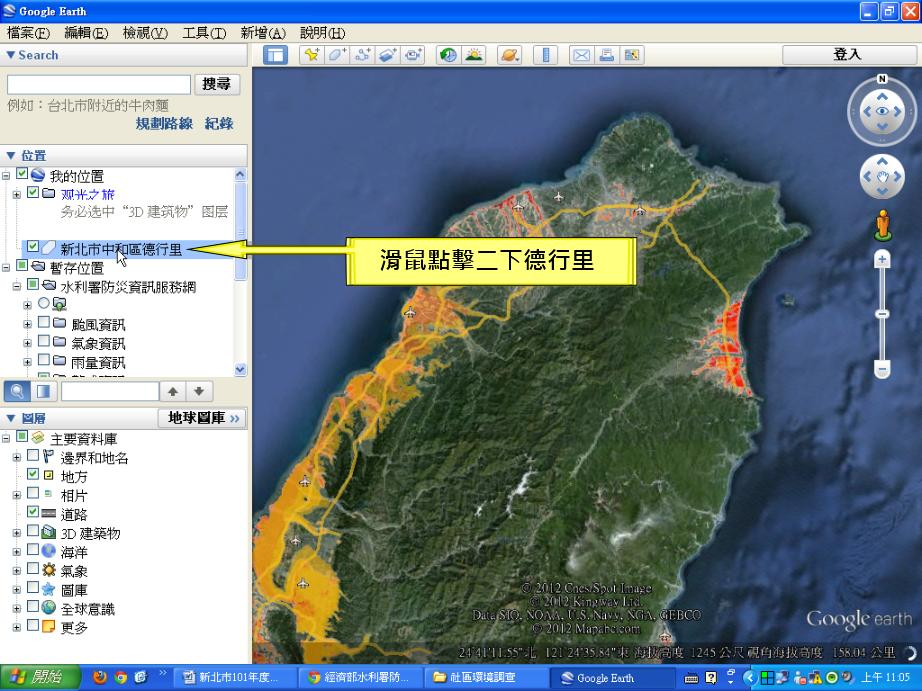 Google Earth
檔案(F) 編輯(E) 檢視(V) 工具(T) 新增(A) 說明(H)
Search
登入
搜尋
例如：台北市附近的牛肉麵
規劃路線 紀錄
位置
我的位置
观光之旅
务必选中“3D 建筑物”图层
新北市中和區德行里
滑鼠點擊二下德行里
暫存位置
水利署防災資訊服務網
颱風資訊
氣象資訊
雨量資訊
圖層
地球圖庫 »
主要資料庫
邊界和地名
地方
相片
道路
3D 建築物
海洋
氣象
圖庫
全球意識
更多
N
© 2012 Cnes/Spot Image
© 2012 Kingway Ltd.
Data SIO, NOAA, U.S. Navy, NGA, GEBCO
© 2012 Mapabc.com
Google earth
24°41'11.55" 北 121°24'35.84" 東 海拔高度 1245 公尺 視角海拔高度 158.04 公里
開始
新北市101年度...
經濟部水利署防...
社區環境調查
Google Earth
上午 11:05